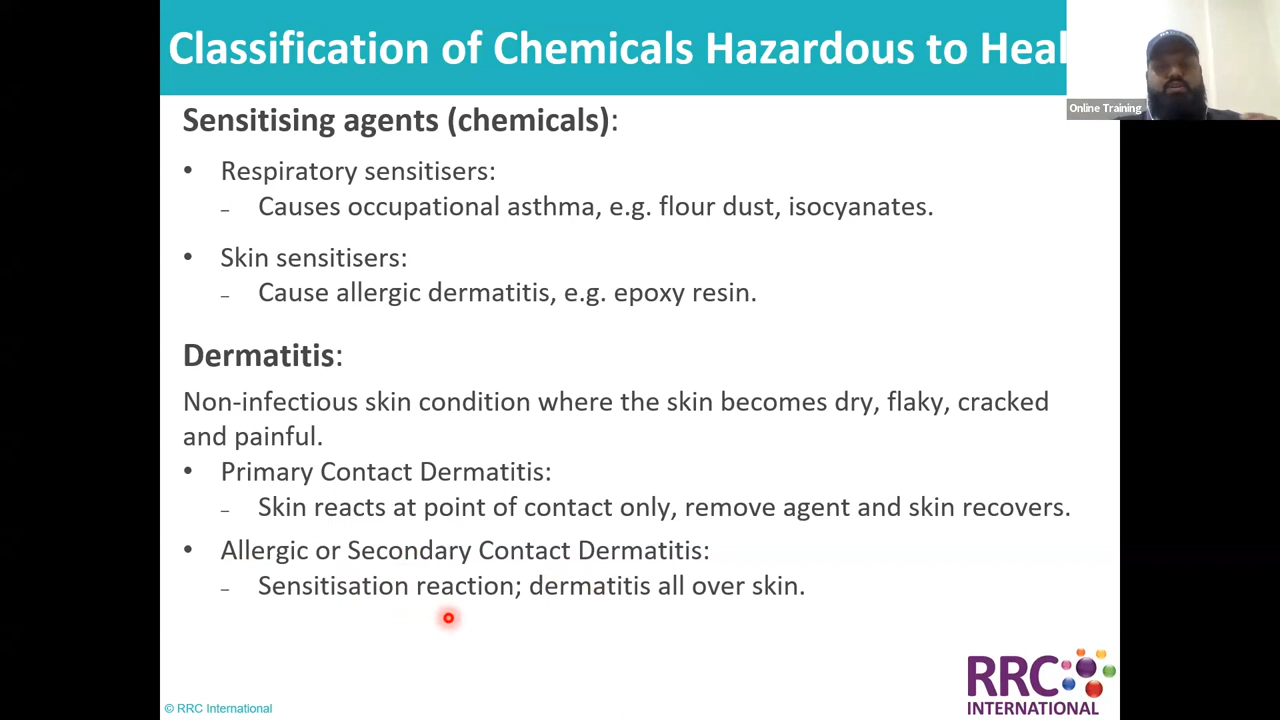 Classification of Chemicals Hazardous to Heal
Online Training
Sensitising agents (chemicals):
• Respiratory sensitisers:
– Causes occupational asthma, e.g. flour dust, isocyanates.
• Skin sensitisers:
– Cause allergic dermatitis, e.g. epoxy resin.
Dermatitis:
Non-infectious skin condition where the skin becomes dry, flaky, cracked
and painful.
• Primary Contact Dermatitis:
– Skin reacts at point of contact only, remove agent and skin recovers.
• Allergic or Secondary Contact Dermatitis:
– Sensitisation reaction; dermatitis all over skin.
RRC
INTERNATIONAL
© RRC International